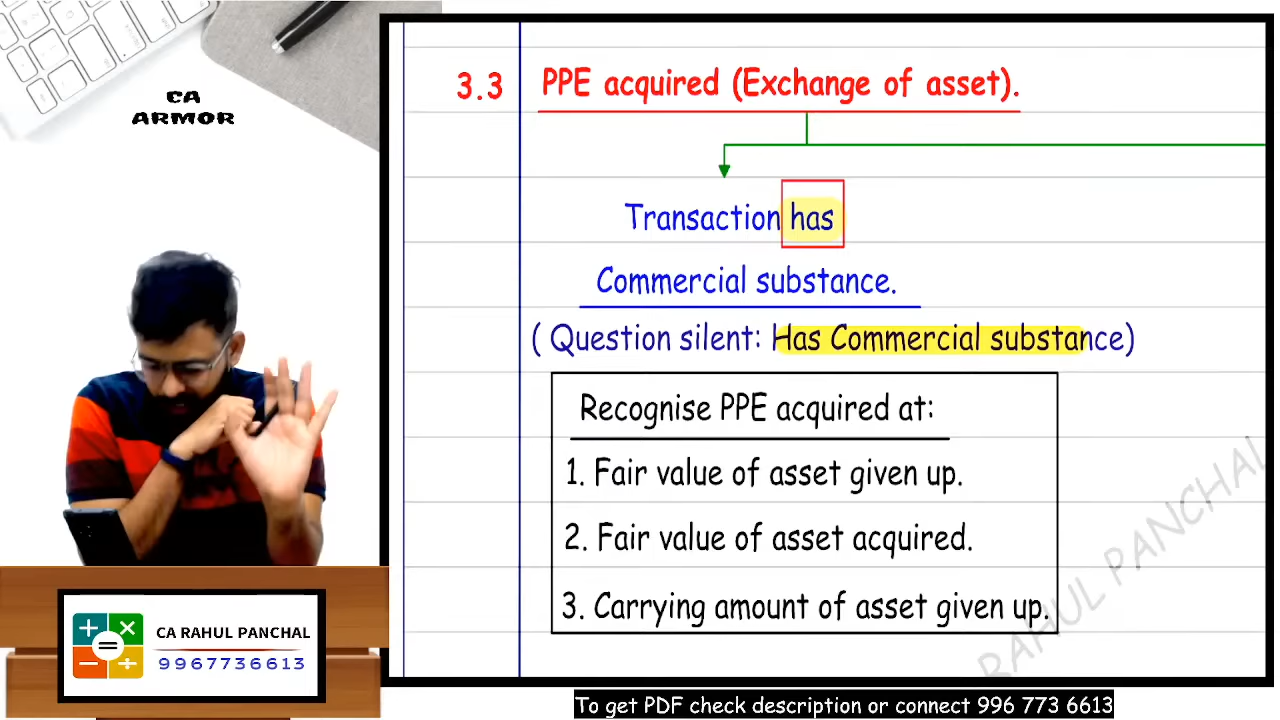 CA
ARMOR
3.3 PPE acquired (Exchange of asset).
Transaction has
Commercial substance.
( Question silent: Has Commercial substance)
Recognise PPE acquired at:
1. Fair value of asset given up.
2. Fair value of asset acquired.
3. Carrying amount of asset given up.
RAHUL PANCHAL
CA RAHUL PANCHAL
9967736613
To get PDF check description or connect 996 773 6613